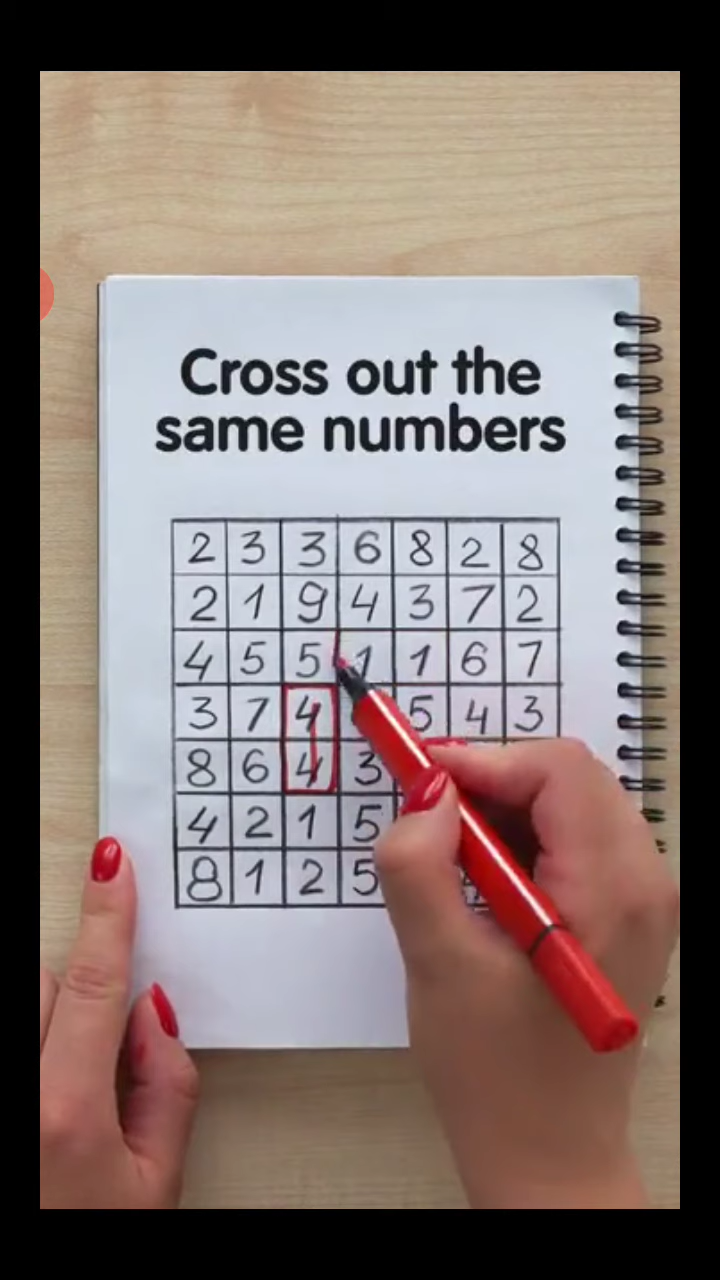 Cross out the
same numbers
2 3 3 6 8 2 8
2 1 9 4 3 7 2
4 5 5 1 1 6 7
3 7 4 5 4 3
8 6 4 3
4 2 1 5
8 1 2 5